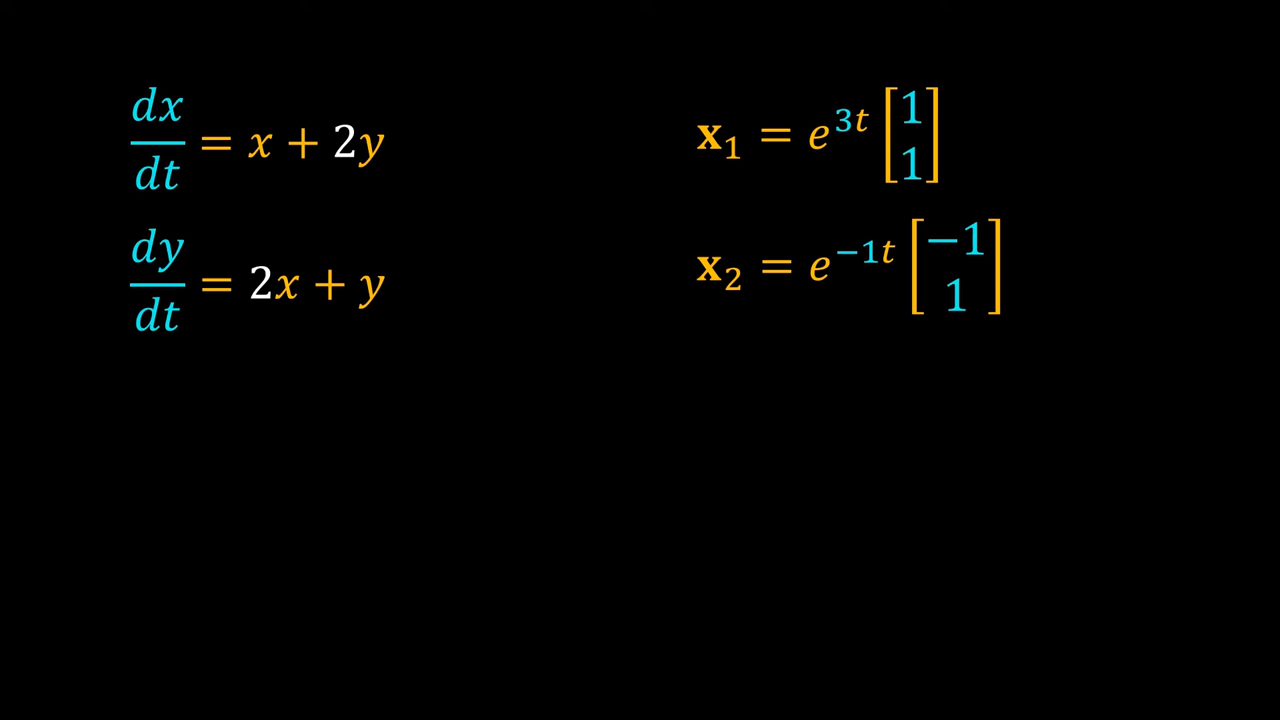 dx/dt = x + 2y
dy/dt = 2x + y
x₁ = e^{3t} [1 1]
x₂ = e^{−1t} [−1 1]